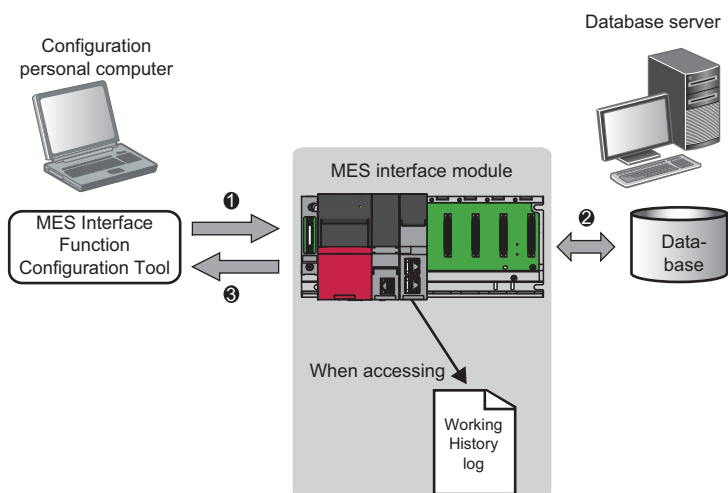 Database server
Configuration
personal computer
MES interface module
MES Interface
Function
Configuration Tool
❶
❷
❸
Data-
base
When accessing
Working
History
log